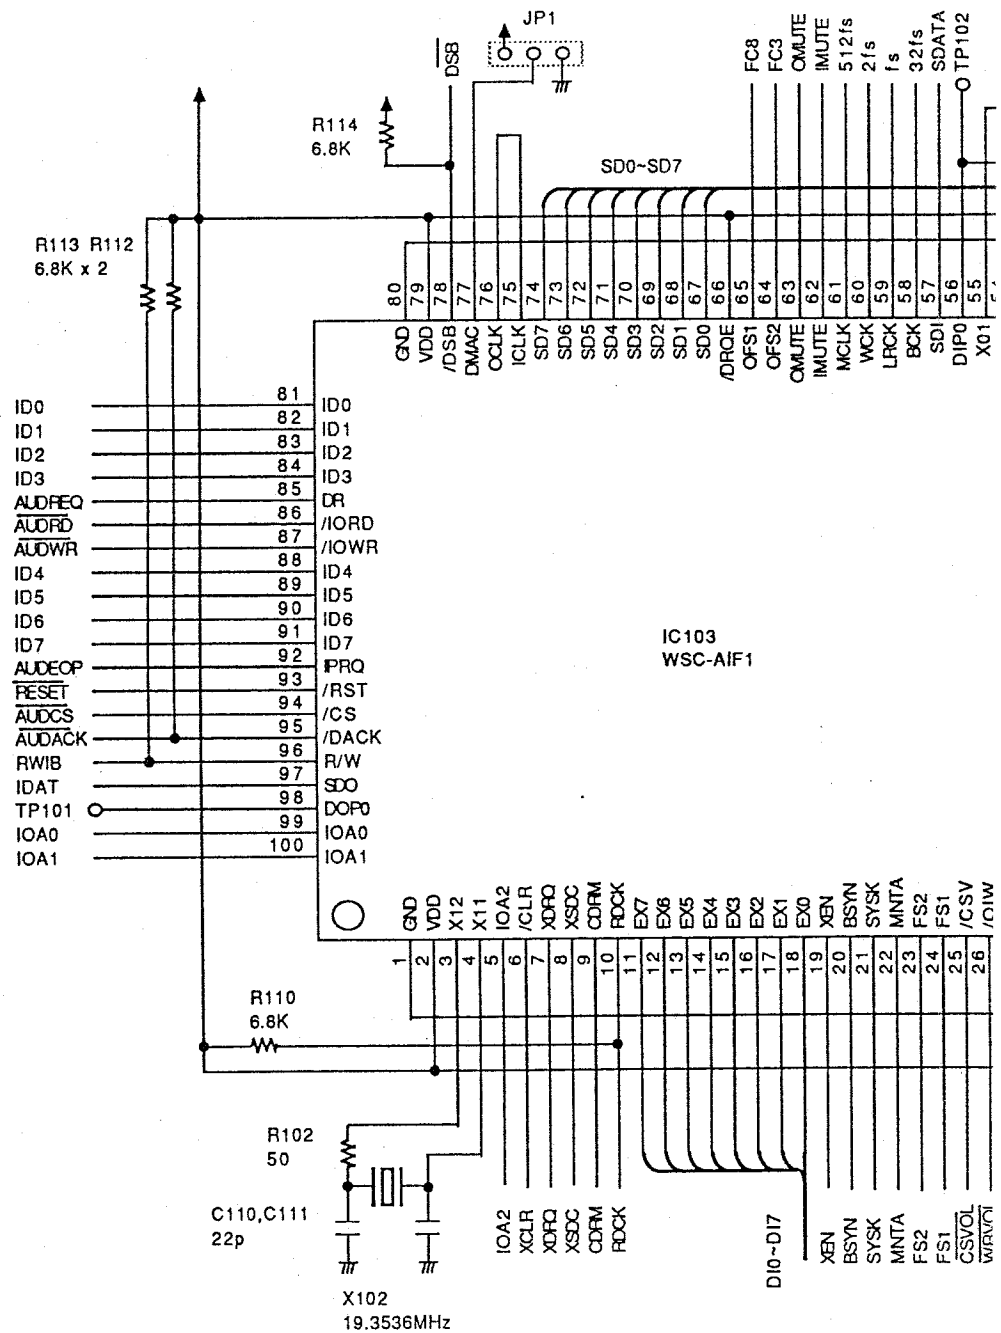 JP1
DSB
FC8
FC3
OMUTE
IMUTE
512fs
2fs
fs
32fs
SDATA
TP102
R114
6.8K
SD0~SD7
R113 R112
6.8K x 2
80
79
78
77
76
75
74
73
72
71
70
69
68
67
66
65
64
63
62
61
60
59
58
57
56
55
GND
VDD
/DSB
DMAC
OCLK
ICLK
SD7
SD6
SD5
SD4
SD3
SD2
SD1
SD0
/DRQE
OFS1
OFS2
OMUTE
IMUTE
MCLK
WCK
LRCK
BCK
SDI
DIP0
X01
ID0 81 ID0
ID1 82 ID1
ID2 83 ID2
ID3 84 ID3
AUDREQ 85 DR
AUDRD 86 /IORD
AUDWR 87 /IOWR
ID4 88 ID4
ID5 89 ID5
ID6 90 ID6
ID7 91 ID7
AUDEOP 92 IPRQ
RESET 93 /RST
AUDCS 94 /CS
AUDACK 95 /DACK
RWIB 96 R/W
IDAT 97 SDO
TP101 98 DOP0
IOA0 99 IOA0
IOA1 100 IOA1
IC103
WSC-AIF1
GND
VDD
X12
X11
IOA2
/CLR
XDRQ
XSDC
CDRM
RDCK
EX7
EX6
EX5
EX4
EX3
EX2
EX1
EX0
XEN
BSYN
SYSK
MNTA
FS2
FS1
/CSV
/OIW
1
2
3
4
5
6
7
8
9
10
11
12
13
14
15
16
17
18
19
20
21
22
23
24
25
26
R110
6.8K
R102
50
C110,C111
22p
X102
19.3536MHz
IOA2
XCLR
XDRQ
XSDC
CDRM
RDCK
DI0~DI7
XEN
BSYN
SYSK
MNTA
FS2
FS1
CSVOL